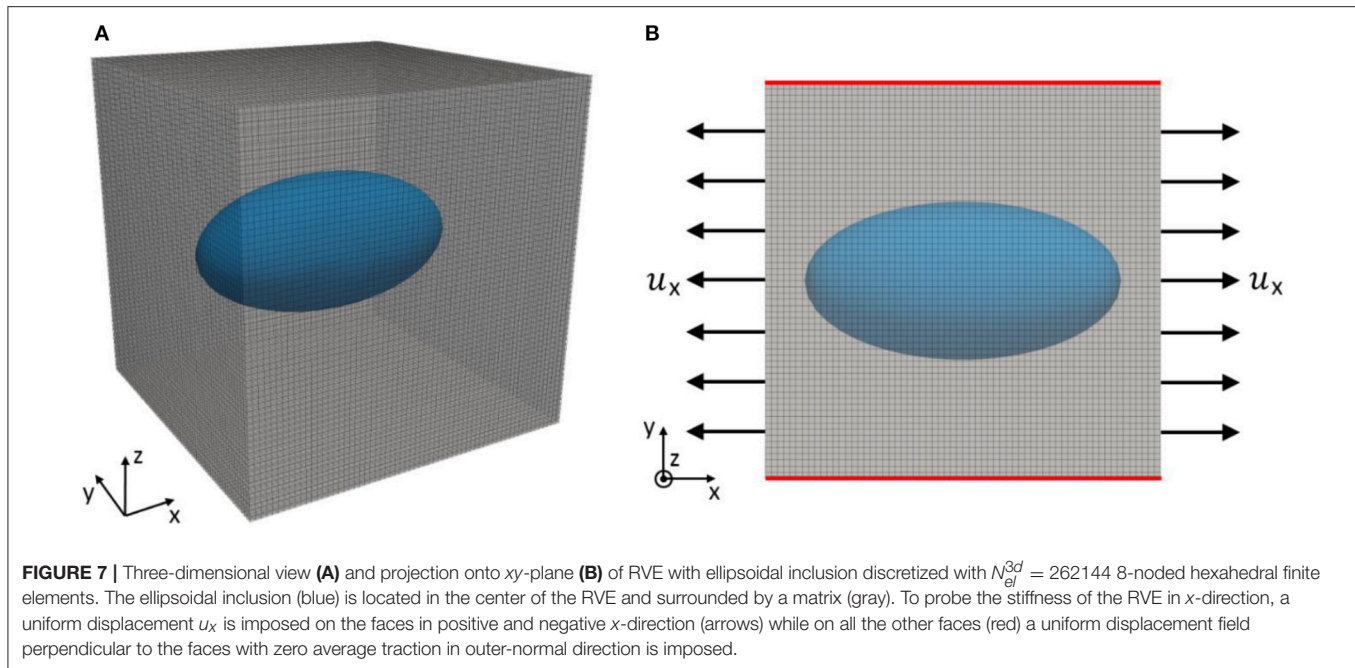 A
B
z
y
x
u_x
u_x
y
z
x
FIGURE 7 | Three-dimensional view (A) and projection onto xy-plane (B) of RVE with ellipsoidal inclusion discretized with N_{el}^{3d} = 262144 8-noded hexahedral finite
elements. The ellipsoidal inclusion (blue) is located in the center of the RVE and surrounded by a matrix (gray). To probe the stiffness of the RVE in x-direction, a
uniform displacement u_x is imposed on the faces in positive and negative x-direction (arrows) while on all the other faces (red) a uniform displacement field
perpendicular to the faces with zero average traction in outer-normal direction is imposed.